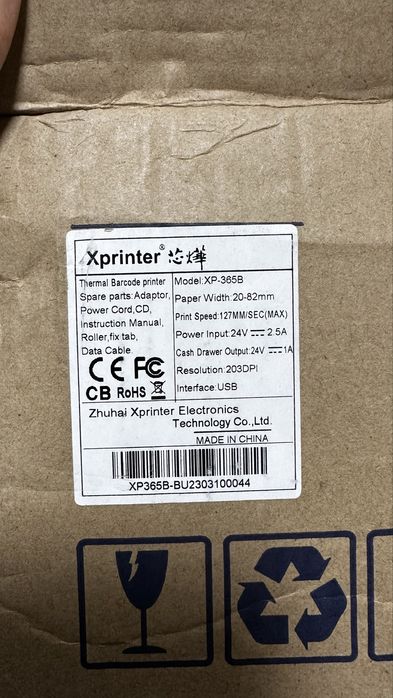 Xprinter® 芯烨
Thermal Barcode printer
Spare parts:Adaptor,
Power Cord,CD,
Instruction Manual,
Roller,fix tab,
Data Cable
CE FC
CB RoHS
Model:XP-365B
Paper Width:20-82mm
Print Speed:127MM/SEC(MAX)
Power Input:24V⎓2.5A
Cash Drawer Output:24V⎓1A
Resolution:203DPI
Interface:USB
Zhuhai Xprinter Electronics
Technology Co.,Ltd.
MADE IN CHINA
XP365B-BU2303100044